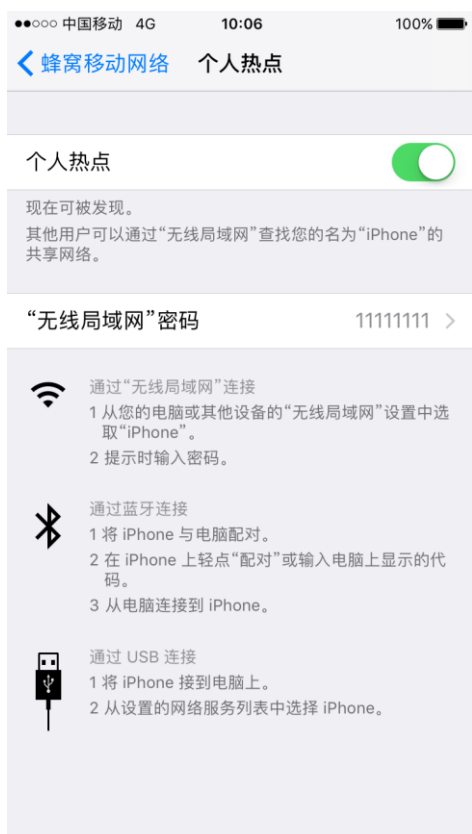 中国移动 4G 10:06 100%
蜂窝移动网络 个人热点
个人热点
现在可被发现。
其他用户可以通过“无线局域网”查找您的名为“iPhone”的
共享网络。
“无线局域网”密码 11111111
通过“无线局域网”连接
1 从您的电脑或其他设备的“无线局域网”设置中选
取“iPhone”。
2 提示时输入密码。
通过蓝牙连接
1 将 iPhone 与电脑配对。
2 在 iPhone 上轻点“配对”或输入电脑上显示的代
码。
3 从电脑连接到 iPhone。
通过 USB 连接
1 将 iPhone 接到电脑上。
2 从设置的网络服务列表中选择 iPhone。